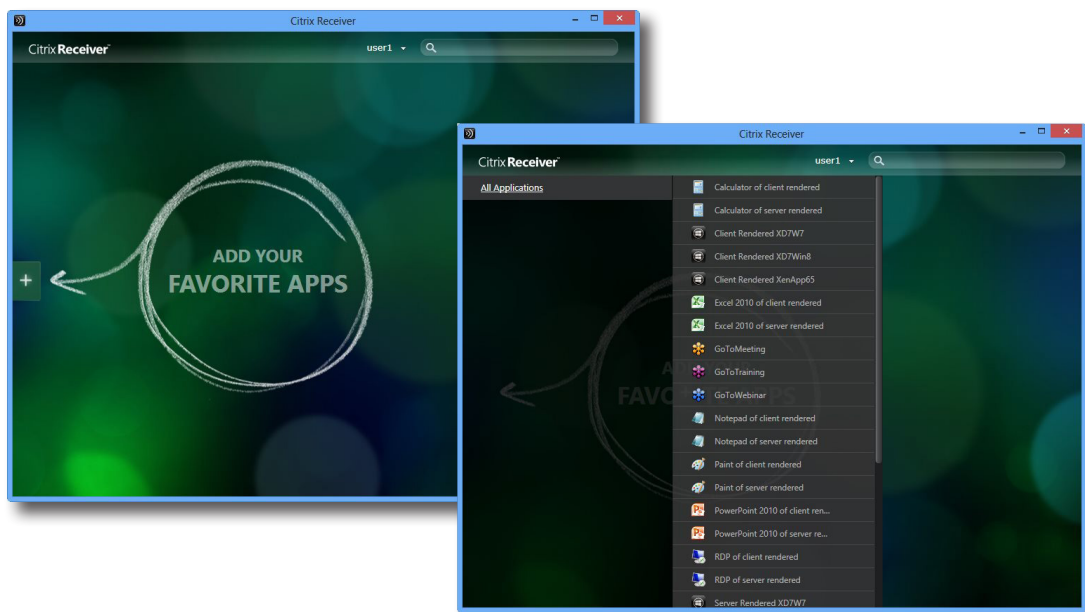 Citrix Receiver
Citrix Receiver™
user1
ADD YOUR
FAVORITE APPS
Citrix Receiver
Citrix Receiver™
user1
All Applications
Calculator of client rendered
Calculator of server rendered
Client Rendered XD7W7
Client Rendered XD7Win8
Client Rendered XenApp65
Excel 2010 of client rendered
Excel 2010 of server rendered
GoToMeeting
GoToTraining
GoToWebinar
Notepad of client rendered
Notepad of server rendered
Paint of client rendered
Paint of server rendered
PowerPoint 2010 of client ren...
PowerPoint 2010 of server re...
RDP of client rendered
RDP of server rendered
Server Rendered XD7W7